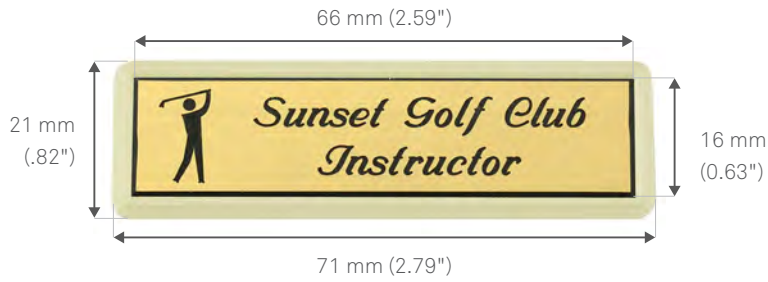 66 mm (2.59")
21 mm
(.82")
Sunset Golf Club
Instructor
16 mm
(0.63")
71 mm (2.79")